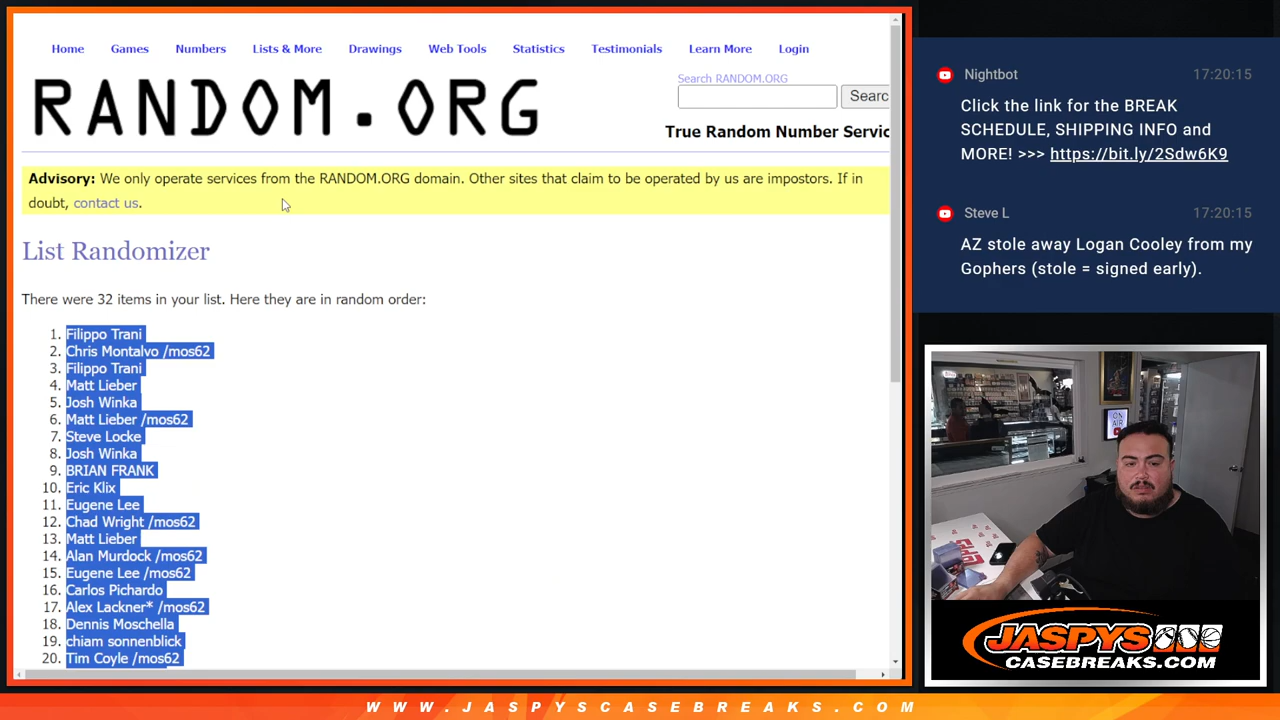 Home Games Numbers Lists & More Drawings Web Tools Statistics Testimonials Learn More Login
RANDOM.ORG
Search RANDOM.ORG
Searc
True Random Number Servic
Advisory: We only operate services from the RANDOM.ORG domain. Other sites that claim to be operated by us are impostors. If in
doubt, contact us.
List Randomizer
There were 32 items in your list. Here they are in random order:
1. Filippo Trani
2. Chris Montalvo /mos62
3. Filippo Trani
4. Matt Lieber
5. Josh Winka
6. Matt Lieber /mos62
7. Steve Locke
8. Josh Winka
9. BRIAN FRANK
10. Eric Klix
11. Eugene Lee
12. Chad Wright /mos62
13. Matt Lieber
14. Alan Murdock /mos62
15. Eugene Lee /mos62
16. Carlos Pichardo
17. Alex Lackner* /mos62
18. Dennis Moschella
19. chiam sonnenblick
20. Tim Coyle /mos62
Nightbot 17:20:15
Click the link for the BREAK
SCHEDULE, SHIPPING INFO and
MORE! >>> https://bit.ly/2Sdw6K9
Steve L 17:20:15
AZ stole away Logan Cooley from my
Gophers (stole = signed early).
ON
AIR
JASPYS
CASEBREAKS.COM
WWW.JASPYSCASEBREAKS.COM